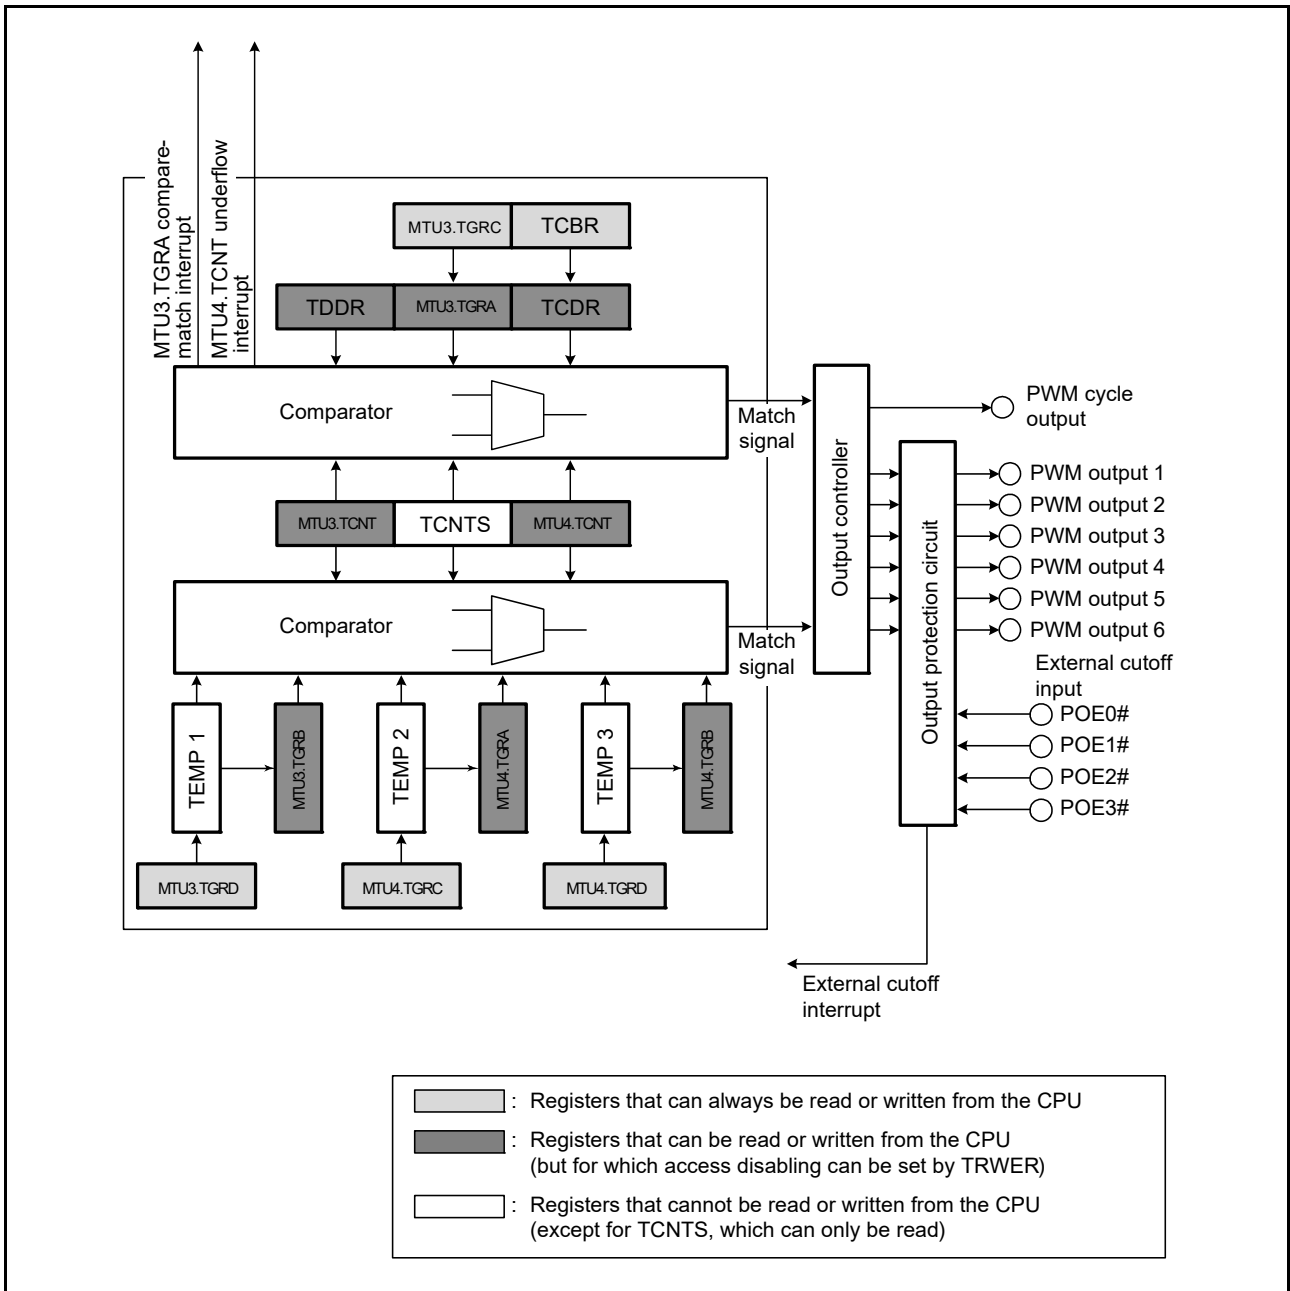 MTU3.TGRA compare-
match interrupt
MTU4.TCNT underflow
interrupt
MTU3.TGRC
TCBR
TDDR
MTU3.TGRA
TCDR
Comparator
Match
signal
MTU3.TCNT
TCNTS
MTU4.TCNT
Comparator
Match
signal
TEMP 1
MTU3.TGRB
TEMP 2
MTU4.TGRA
TEMP 3
MTU4.TGRB
MTU3.TGRD
MTU4.TGRC
MTU4.TGRD
Output controller
Output protection circuit
PWM cycle
output
PWM output 1
PWM output 2
PWM output 3
PWM output 4
PWM output 5
PWM output 6
External cutoff
input
POE0#
POE1#
POE2#
POE3#
External cutoff
interrupt
: Registers that can always be read or written from the CPU
: Registers that can be read or written from the CPU
(but for which access disabling can be set by TRWER)
: Registers that cannot be read or written from the CPU
(except for TCNTS, which can only be read)